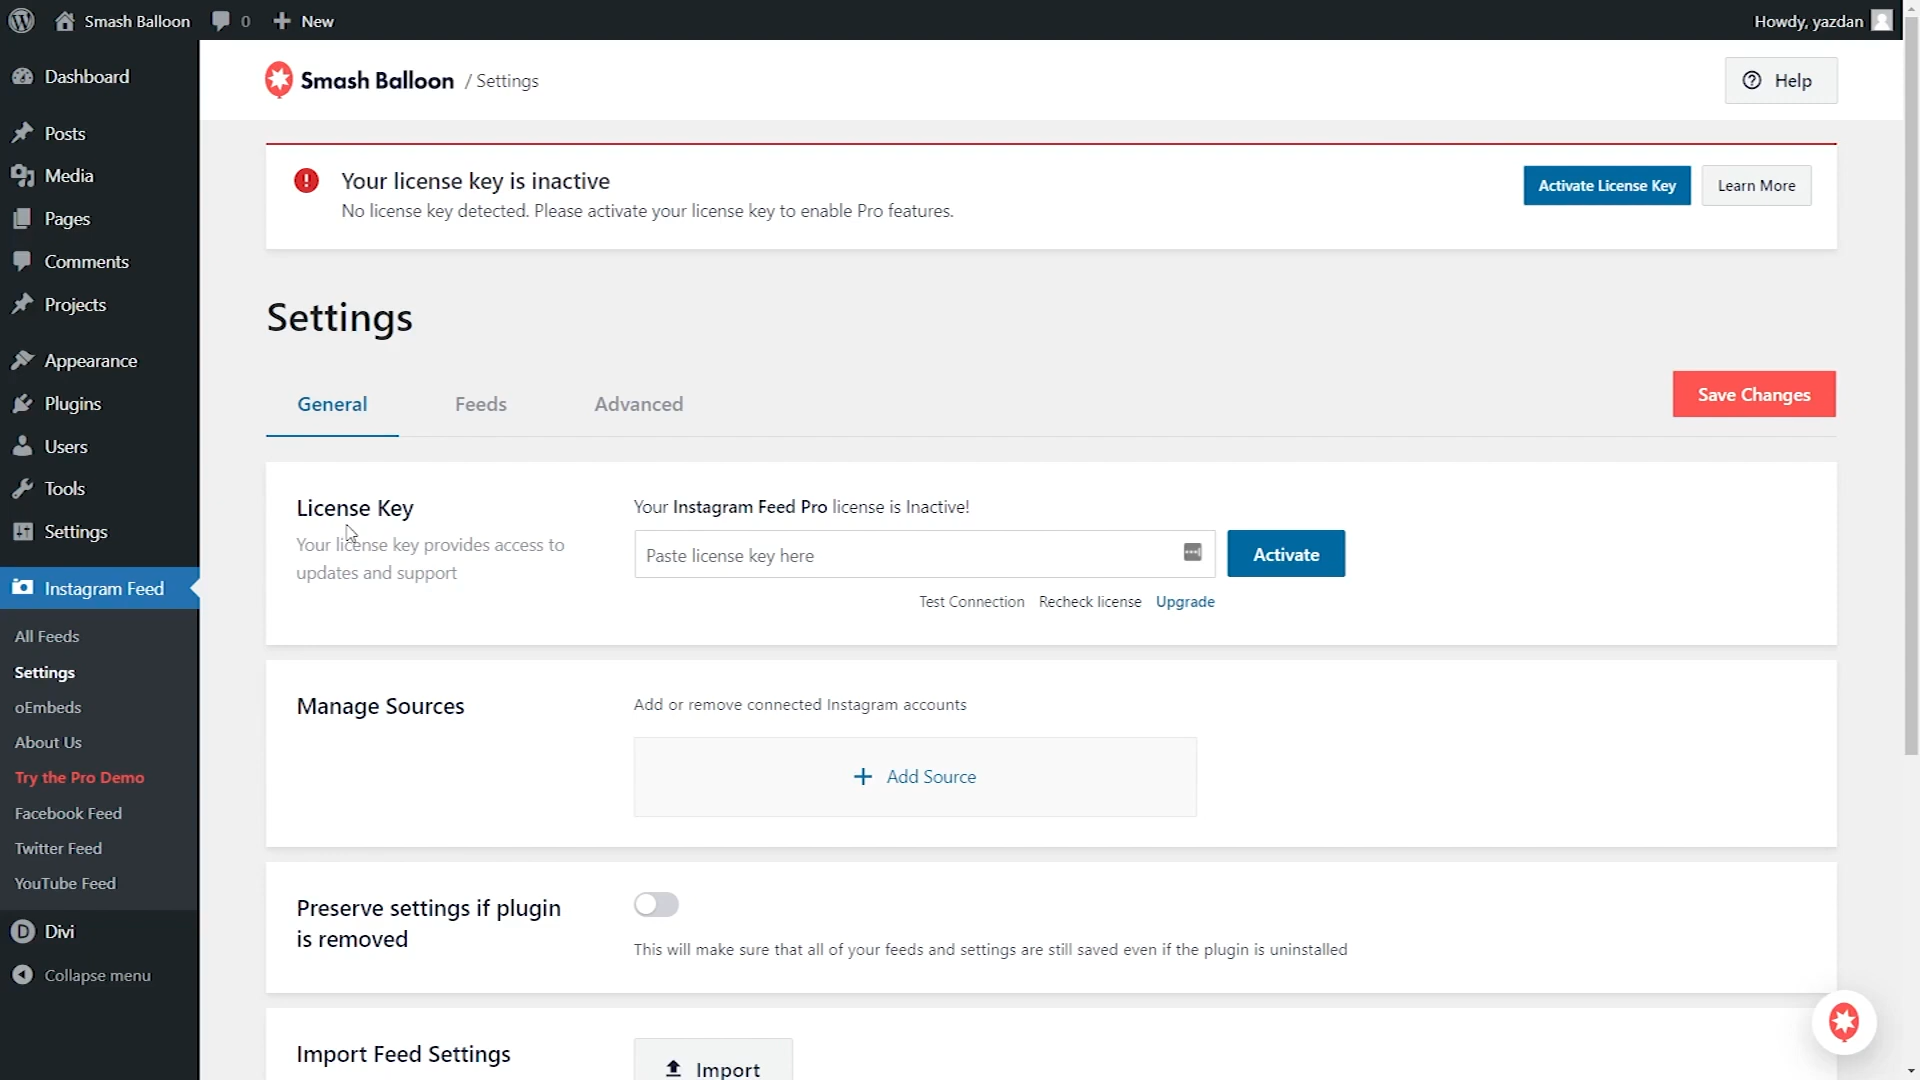 Smash Balloon 0 New Howdy, yazdan
Dashboard
Posts
Media
Pages
Comments
Projects
Appearance
Plugins
Users
Tools
Settings
Instagram Feed
All Feeds
Settings
oEmbeds
About Us
Try the Pro Demo
Facebook Feed
Twitter Feed
YouTube Feed
Divi
Collapse menu
Smash Balloon / Settings
Help
Your license key is inactive
No license key detected. Please activate your license key to enable Pro features.
Activate License Key Learn More
Settings
General Feeds Advanced
Save Changes
License Key
Your license key provides access to
updates and support
Your Instagram Feed Pro license is Inactive!
Paste license key here
Activate
Test Connection Recheck license Upgrade
Manage Sources
Add or remove connected Instagram accounts
Add Source
Preserve settings if plugin
is removed
This will make sure that all of your feeds and settings are still saved even if the plugin is uninstalled
Import Feed Settings
Import